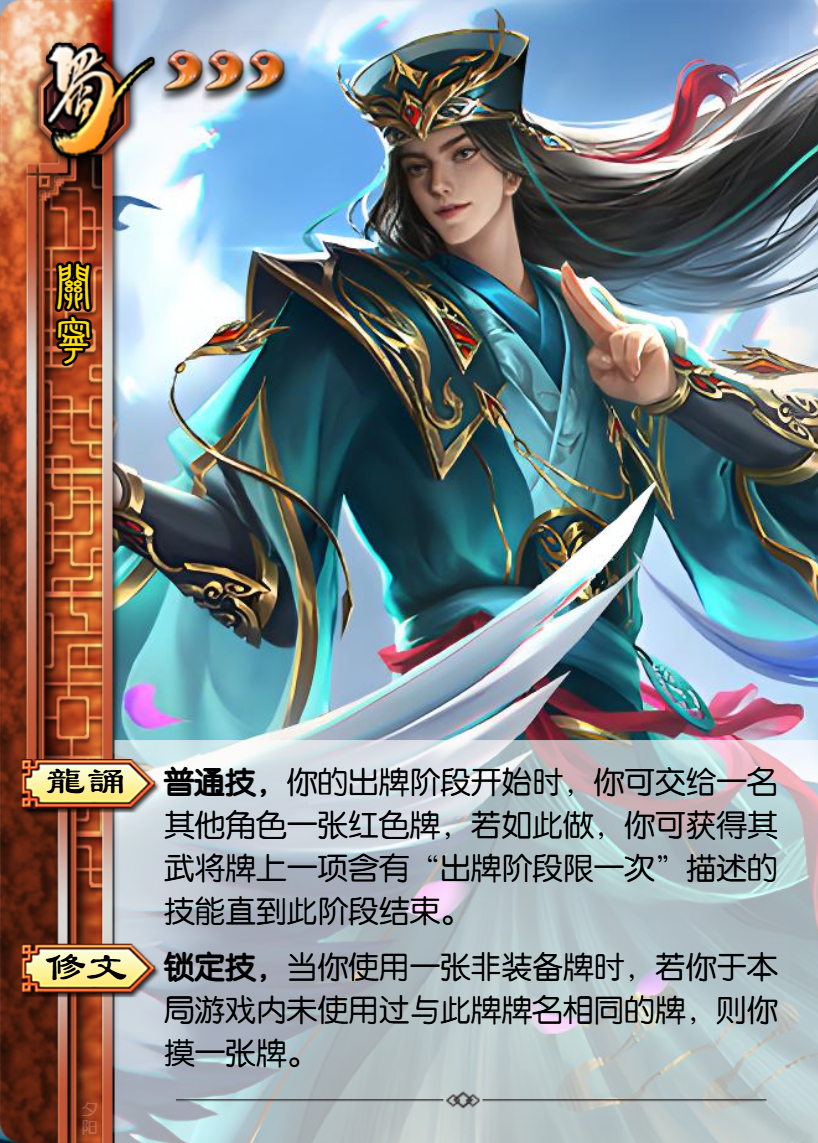 蜀
關寧
龍誦
普通技，你的出牌阶段开始时，你可交给一名
其他角色一张红色牌，若如此做，你可获得其
武将牌上一项含有“出牌阶段限一次”描述的
技能直到此阶段结束。
修文
锁定技，当你使用一张非装备牌时，若你于本
局游戏内未使用过与此牌牌名相同的牌，则你
摸一张牌。
夕阳